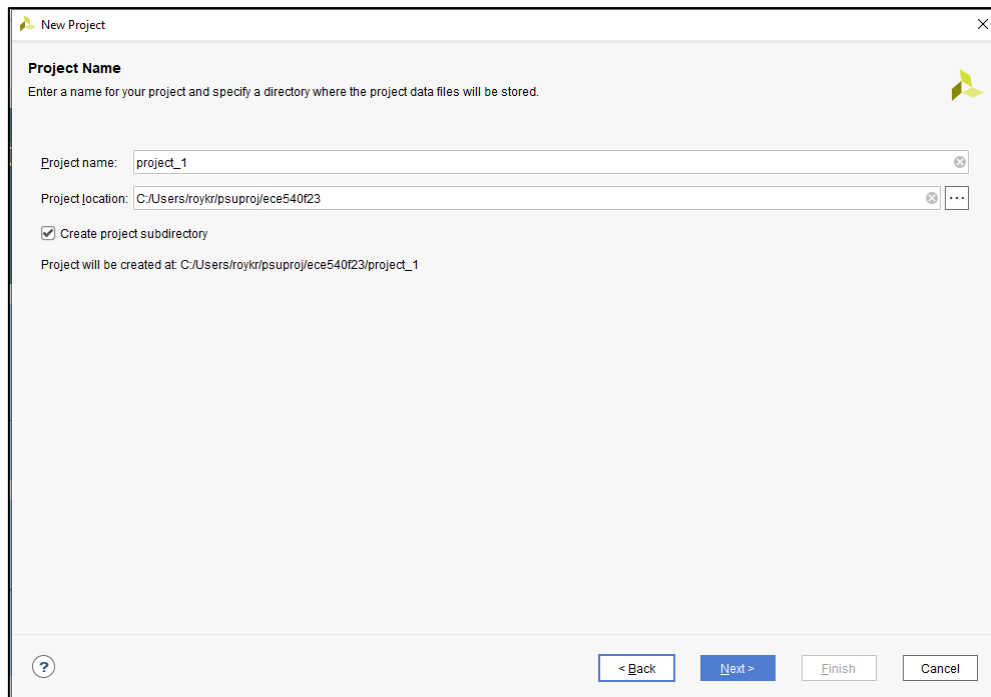 New Project
Project Name
Enter a name for your project and specify a directory where the project data files will be stored.
Project name: project_1
Project location: C:/Users/roykr/psuproj/ece540f23 ...
Create project subdirectory
Project will be created at: C:/Users/roykr/psuproj/ece540f23/project_1
? < Back Next > Finish Cancel